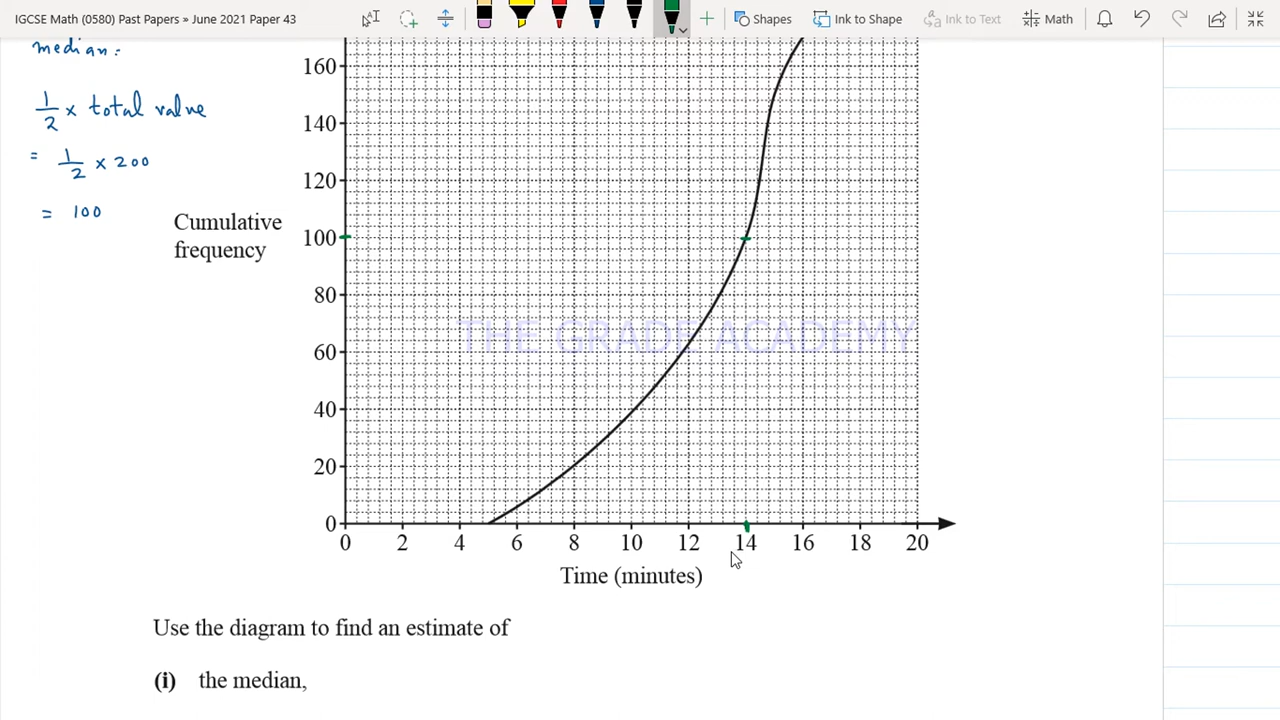 IGCSE Math (0580) Past Papers » June 2021 Paper 43
Shapes
Ink to Shape
Ink to Text
Math
median:
1/2 x total value
= 1/2 x 200
= 100
Cumulative
frequency
160
140
120
100
80
60
40
20
0
0 2 4 6 8 10 12 14 16 18 20
Time (minutes)
THE GRADE ACADEMY
Use the diagram to find an estimate of
(i) the median,